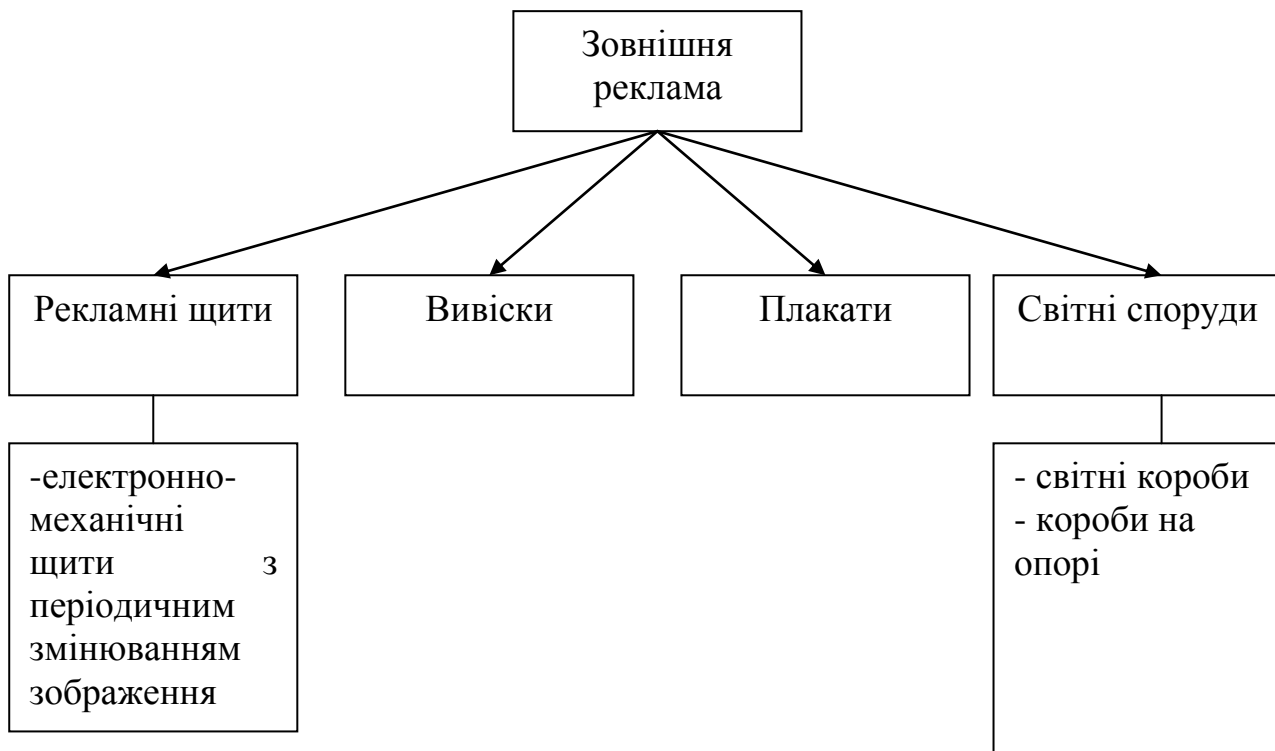 Зовнішня
реклама
Рекламні щити
Вивіски
Плакати
Світні споруди
-електронно-
механічні
щити з
періодичним
змінюванням
зображення
- світні короби
- короби на
опорі